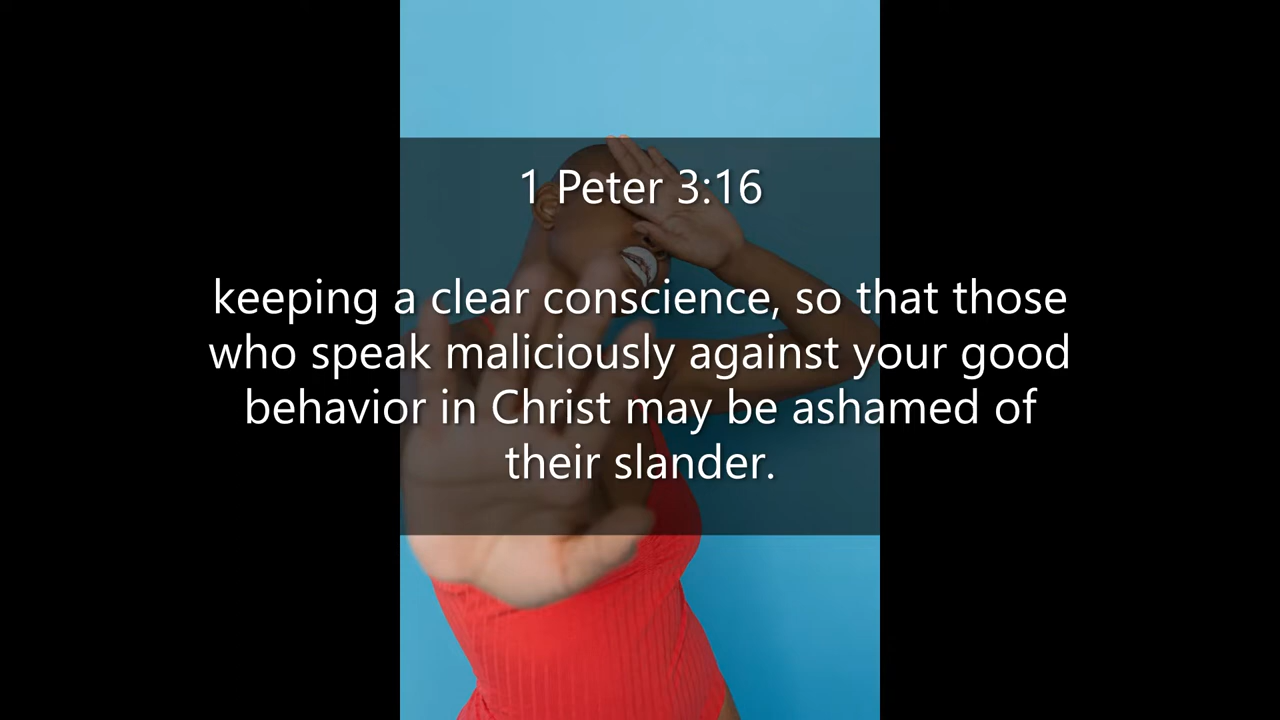 1 Peter 3:16
keeping a clear conscience, so that those
who speak maliciously against your good
behavior in Christ may be ashamed of
their slander.